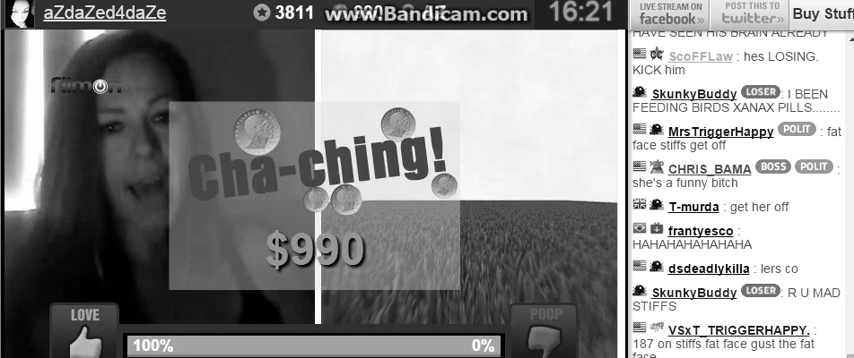 aZdaZed4daZe
3811
www.Bandicam.com
16:21
LIVE STREAM ON
facebook»
POST THIS TO
twitter»
Buy Stuff
HAVE SEEN HIS BRAIN ALREADY
ScoFFLaw : hes LOSING.
KICK him
SkunkyBuddy LOSER : I BEEN
FEEDING BIRDS XANAX PILLS........
MrsTriggerHappy POLIT : fat
face stiffs get off
CHRIS_BAMA BOSS POLIT :
she's a funny bitch
T-murda : get her off
frantyesco :
HAHAHAHAHAHAHA
dsdeadlykilla : lers co
SkunkyBuddy LOSER : R U MAD
STIFFS
VSxT_TRIGGERHAPPY. :
187 on stiffs fat face gust the fat
face
FilmOn
Cha-ching!
$990
LOVE
POOP
100%
0%